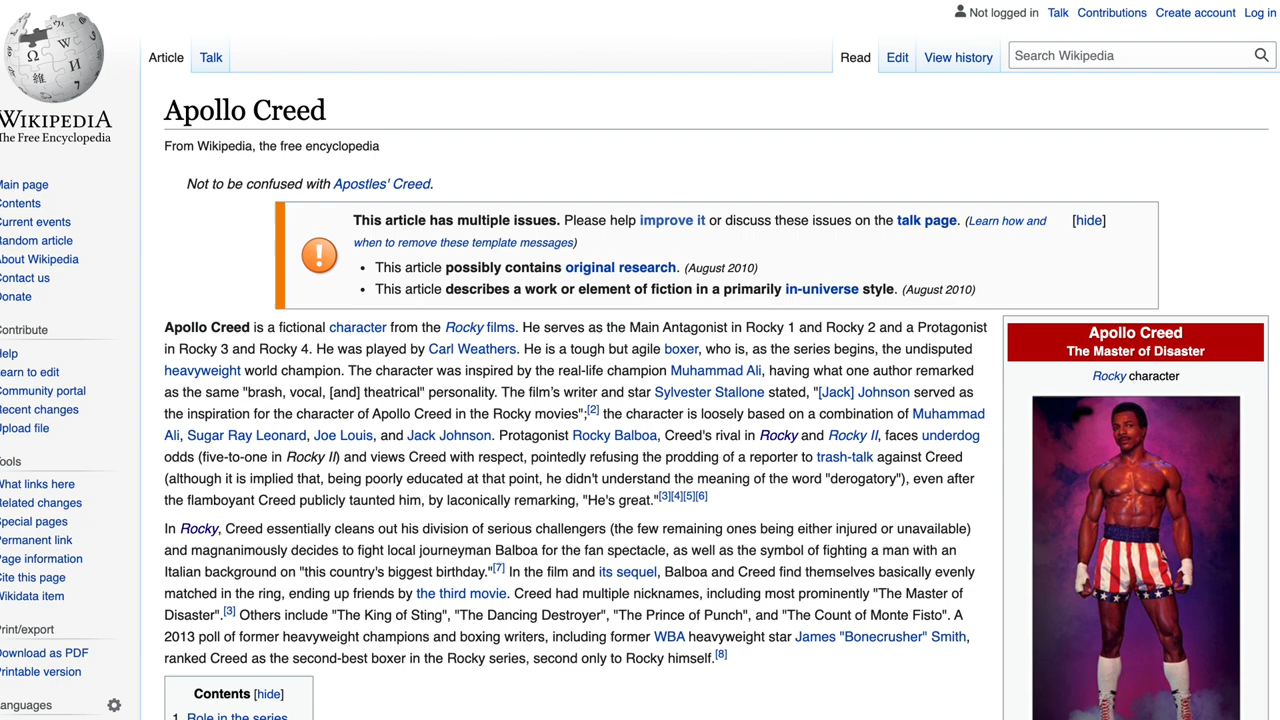 Not logged in Talk Contributions Create account Log in
Article Talk Read Edit View history Search Wikipedia
WIKIPEDIA
The Free Encyclopedia
Main page
Contents
Current events
Random article
About Wikipedia
Contact us
Donate
Contribute
Help
Learn to edit
Community portal
Recent changes
Upload file
Tools
What links here
Related changes
Special pages
Permanent link
Page information
Cite this page
Wikidata item
Print/export
Download as PDF
Printable version
Languages
Apollo Creed
From Wikipedia, the free encyclopedia
Not to be confused with Apostles' Creed.
This article has multiple issues. Please help improve it or discuss these issues on the talk page. (Learn how and [hide]
when to remove these template messages)
• This article possibly contains original research. (August 2010)
• This article describes a work or element of fiction in a primarily in-universe style. (August 2010)
Apollo Creed is a fictional character from the Rocky films. He serves as the Main Antagonist in Rocky 1 and Rocky 2 and a Protagonist
in Rocky 3 and Rocky 4. He was played by Carl Weathers. He is a tough but agile boxer, who is, as the series begins, the undisputed
heavyweight world champion. The character was inspired by the real-life champion Muhammad Ali, having what one author remarked
as the same "brash, vocal, [and] theatrical" personality. The film's writer and star Sylvester Stallone stated, "[Jack] Johnson served as
the inspiration for the character of Apollo Creed in the Rocky movies";[2] the character is loosely based on a combination of Muhammad
Ali, Sugar Ray Leonard, Joe Louis, and Jack Johnson. Protagonist Rocky Balboa, Creed's rival in Rocky and Rocky II, faces underdog
odds (five-to-one in Rocky II) and views Creed with respect, pointedly refusing the prodding of a reporter to trash-talk against Creed
(although it is implied that, being poorly educated at that point, he didn't understand the meaning of the word "derogatory"), even after
the flamboyant Creed publicly taunted him, by laconically remarking, "He's great."[3][4][5][6]
In Rocky, Creed essentially cleans out his division of serious challengers (the few remaining ones being either injured or unavailable)
and magnanimously decides to fight local journeyman Balboa for the fan spectacle, as well as the symbol of fighting a man with an
Italian background on "this country's biggest birthday."[7] In the film and its sequel, Balboa and Creed find themselves basically evenly
matched in the ring, ending up friends by the third movie. Creed had multiple nicknames, including most prominently "The Master of
Disaster".[3] Others include "The King of Sting", "The Dancing Destroyer", "The Prince of Punch", and "The Count of Monte Fisto". A
2013 poll of former heavyweight champions and boxing writers, including former WBA heavyweight star James "Bonecrusher" Smith,
ranked Creed as the second-best boxer in the Rocky series, second only to Rocky himself.[8]
Contents [hide]
1 Role in the series
Apollo Creed
The Master of Disaster
Rocky character